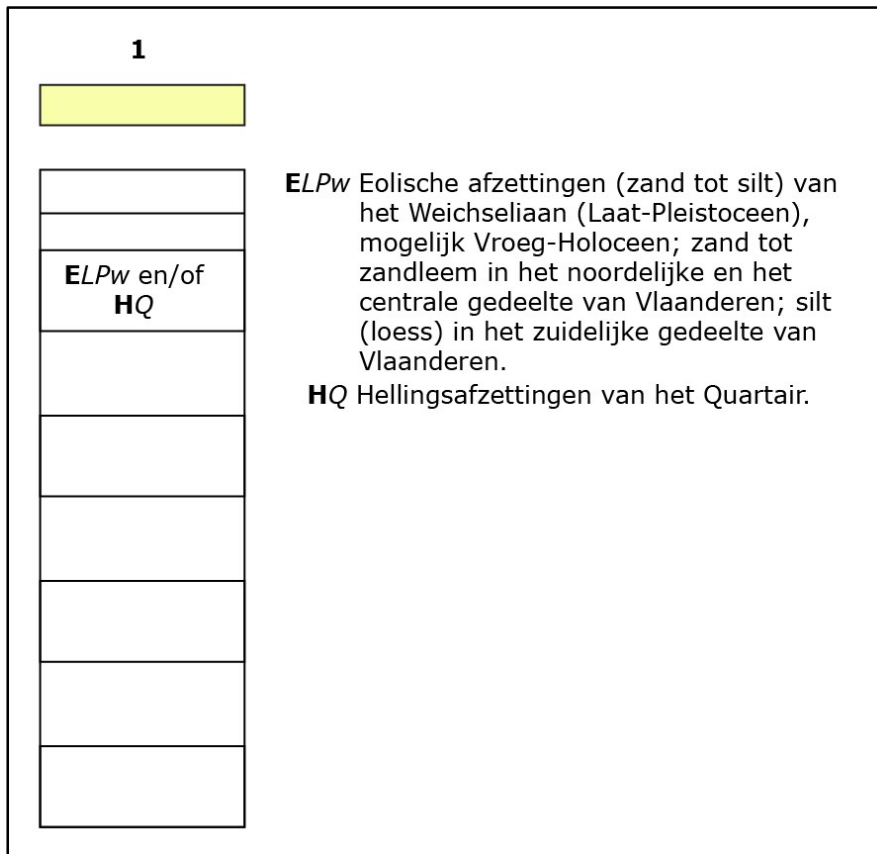 1
ELPw en/of
HQ
ELPw Eolische afzettingen (zand tot silt) van
het Weichseliaan (Laat-Pleistoceen),
mogelijk Vroeg-Holoceen; zand tot
zandleem in het noordelijke en het
centrale gedeelte van Vlaanderen; silt
(loess) in het zuidelijke gedeelte van
Vlaanderen.
HQ Hellingsafzettingen van het Quartair.